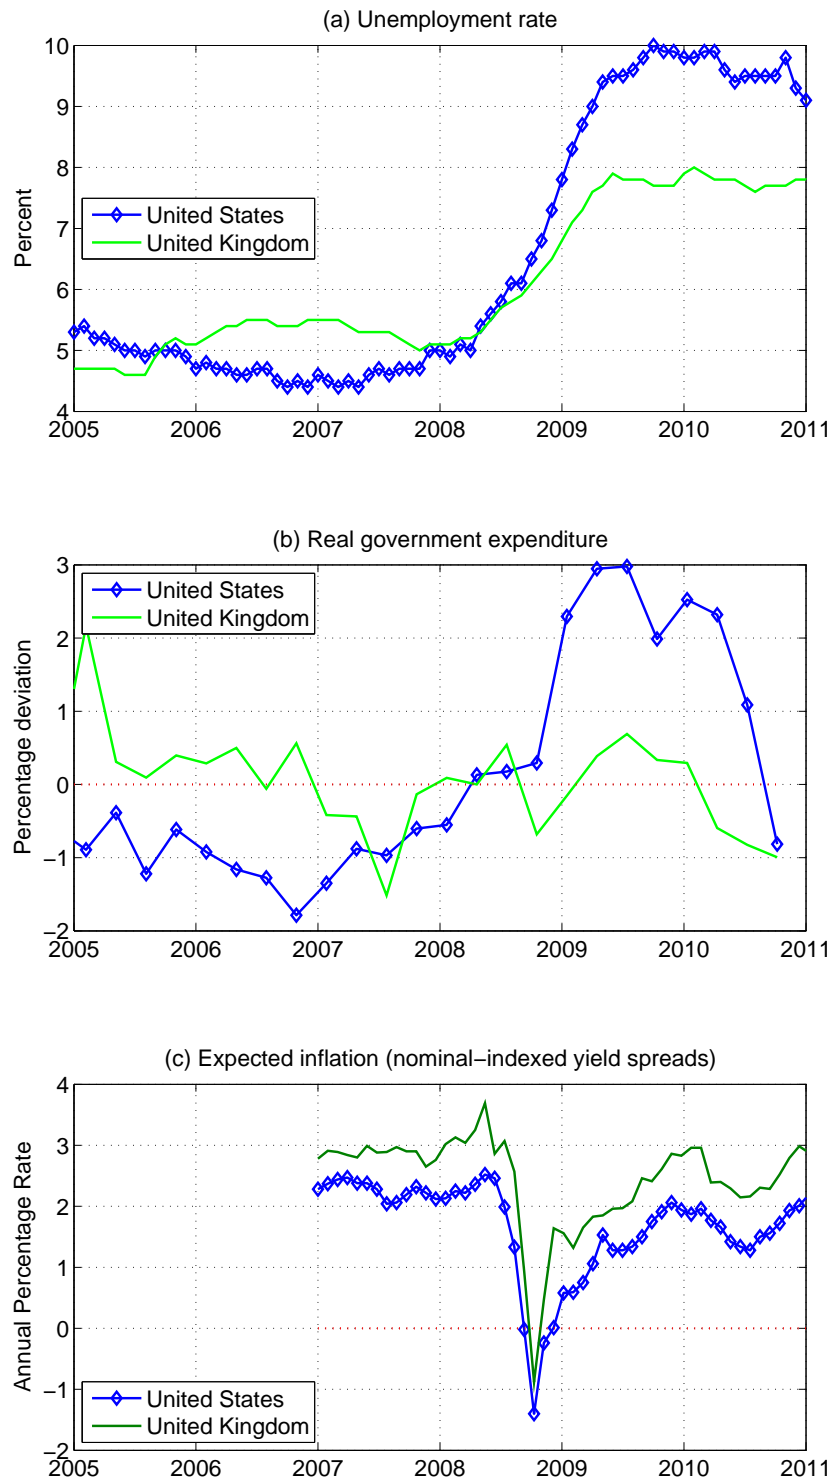 (a) Unemployment rate
10
9
8
7
6
5
4
Percent
United States
United Kingdom
2005 2006 2007 2008 2009 2010 2011
(b) Real government expenditure
3
2
1
0
−1
−2
Percentage deviation
United States
United Kingdom
2005 2006 2007 2008 2009 2010 2011
(c) Expected inflation (nominal−indexed yield spreads)
4
3
2
1
0
−1
−2
Annual Percentage Rate
United States
United Kingdom
2005 2006 2007 2008 2009 2010 2011